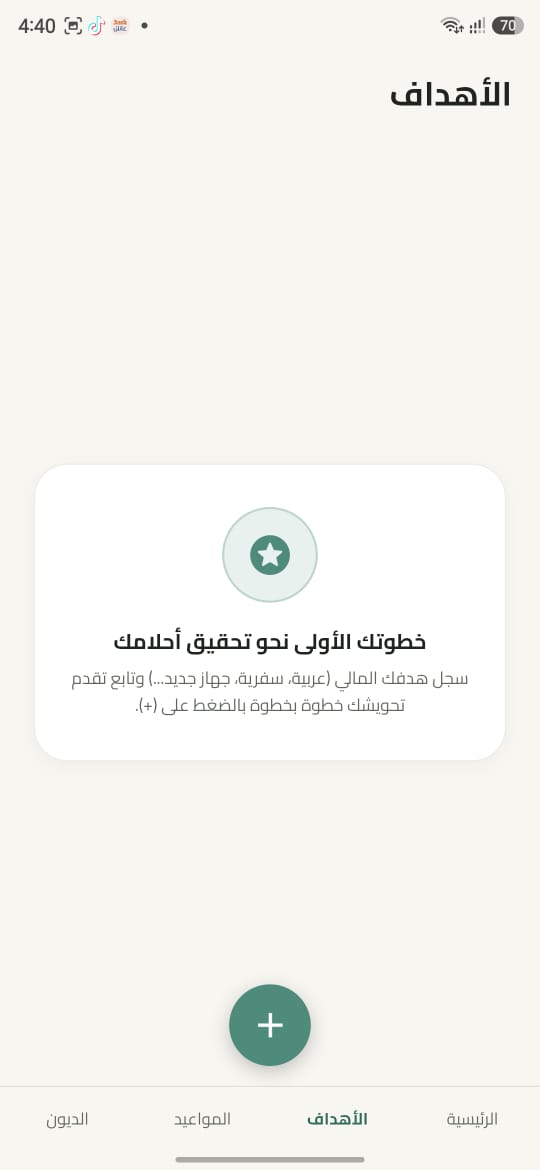 4:40
70
الأهداف
خطوتك الأولى نحو تحقيق أحلامك
سجل هدفك المالي (عربية، سفرية، جهاز جديد...) وتابع تقدم
تحويشك خطوة بخطوة بالضغط على (+).
الرئيسية
الأهداف
المواعيد
الديون